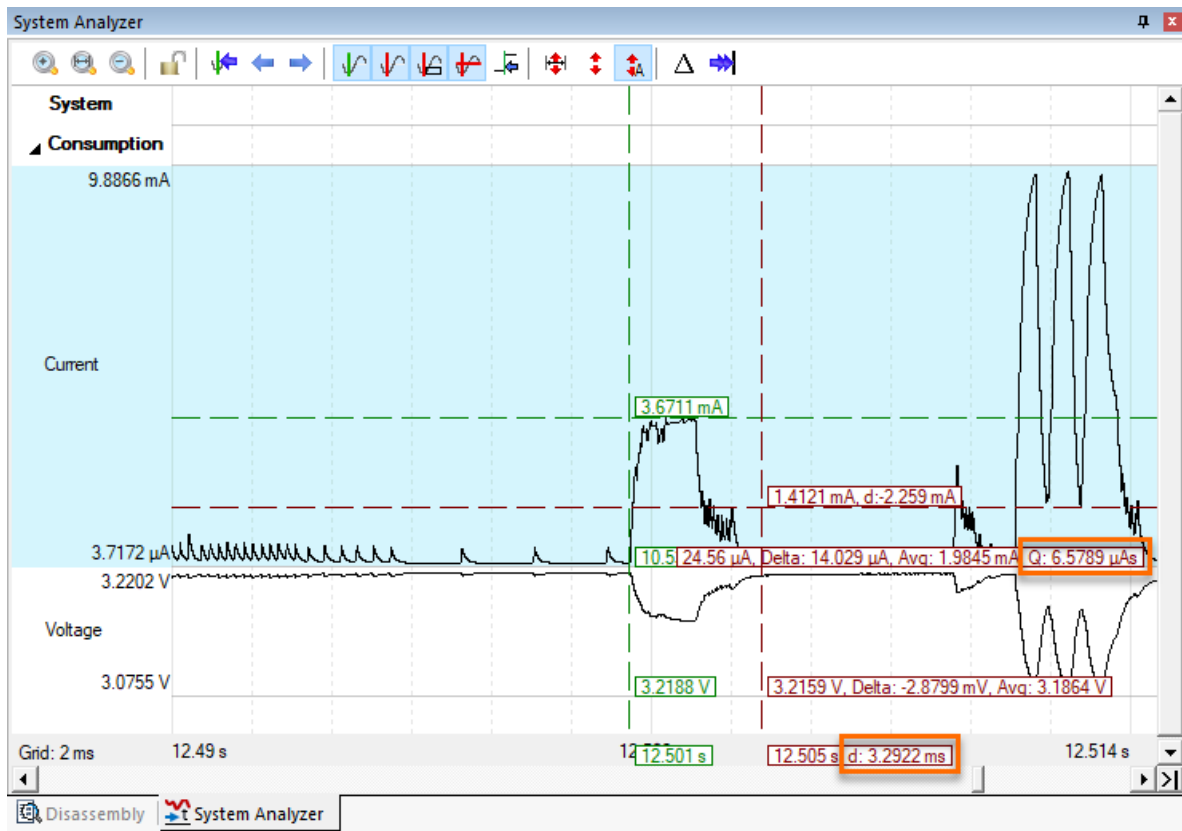 System Analyzer
System
Consumption
9.8866 mA
Current
3.6711 mA
1.4121 mA, d:-2.259 mA
3.7172 µA
10.5
24.56 µA, Delta: 14.029 µA, Avg: 1.9845 mA
Q: 6.5789 µAs
3.2202 V
Voltage
3.0755 V
3.2188 V
3.2159 V, Delta: -2.8799 mV, Avg: 3.1864 V
Grid: 2 ms
12.49 s
12.501 s
12.505 s
d: 3.2922 ms
12.514 s
Disassembly
System Analyzer